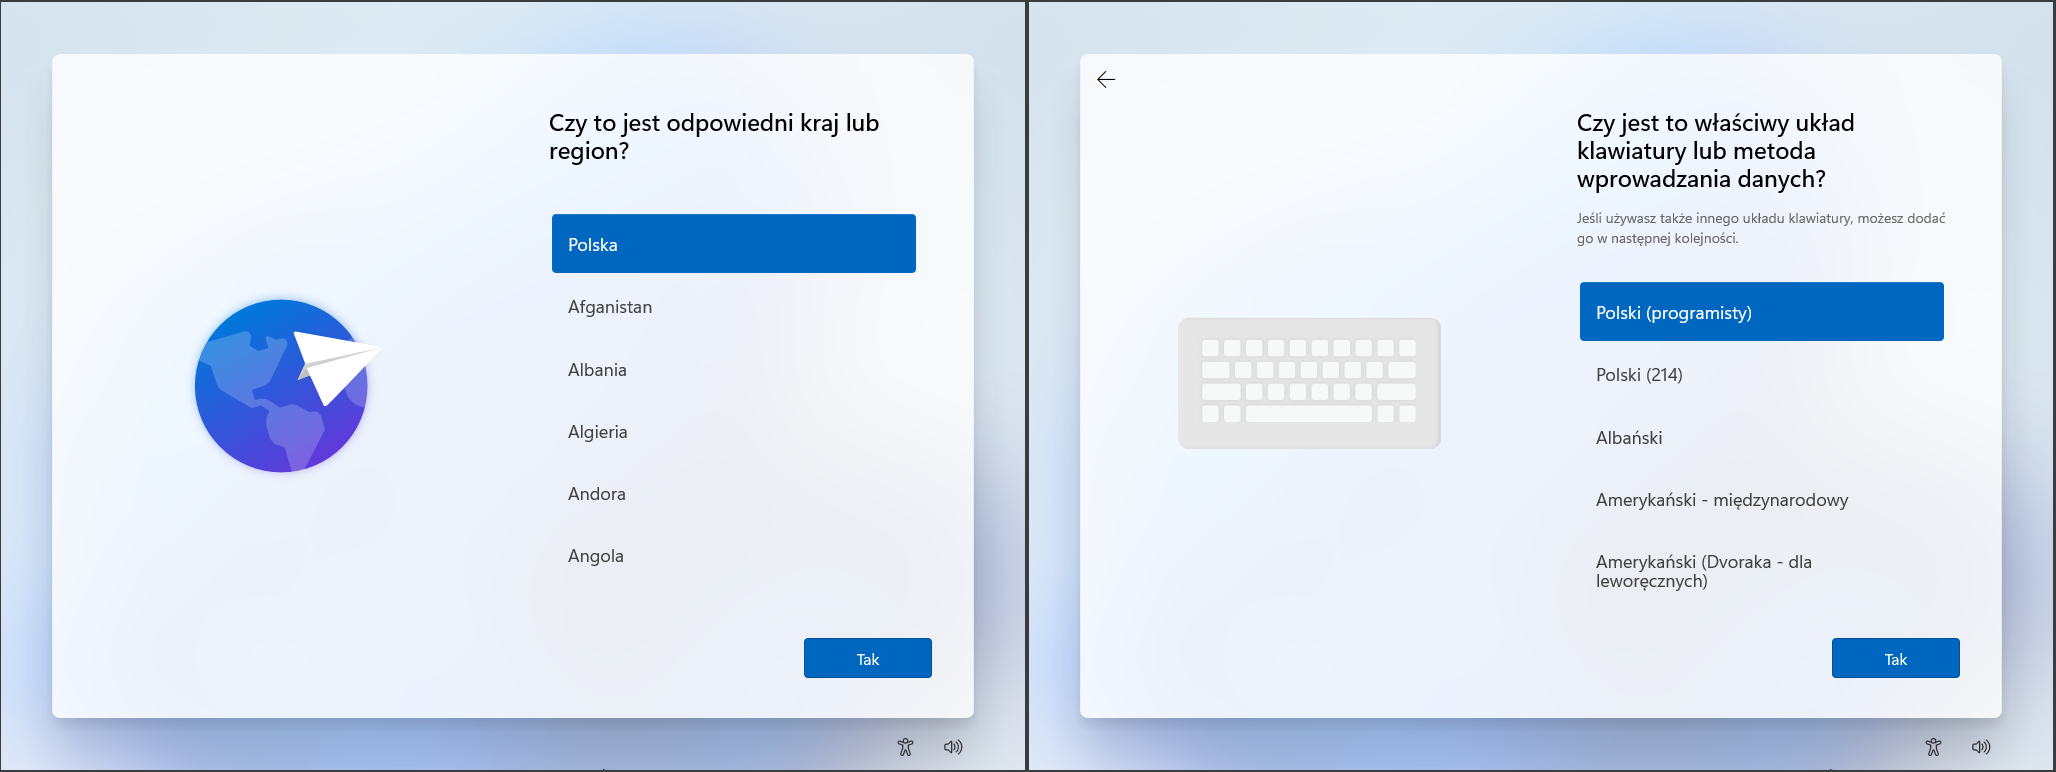 Czy to jest odpowiedni kraj lub
region?
Polska
Afganistan
Albania
Algieria
Andora
Angola
Tak
Czy jest to właściwy układ
klawiatury lub metoda
wprowadzania danych?
Jeśli używasz także innego układu klawiatury, możesz dodać
go w następnej kolejności.
Polski (programisty)
Polski (214)
Albański
Amerykański - międzynarodowy
Amerykański (Dvoraka - dla
leworęcznych)
Tak